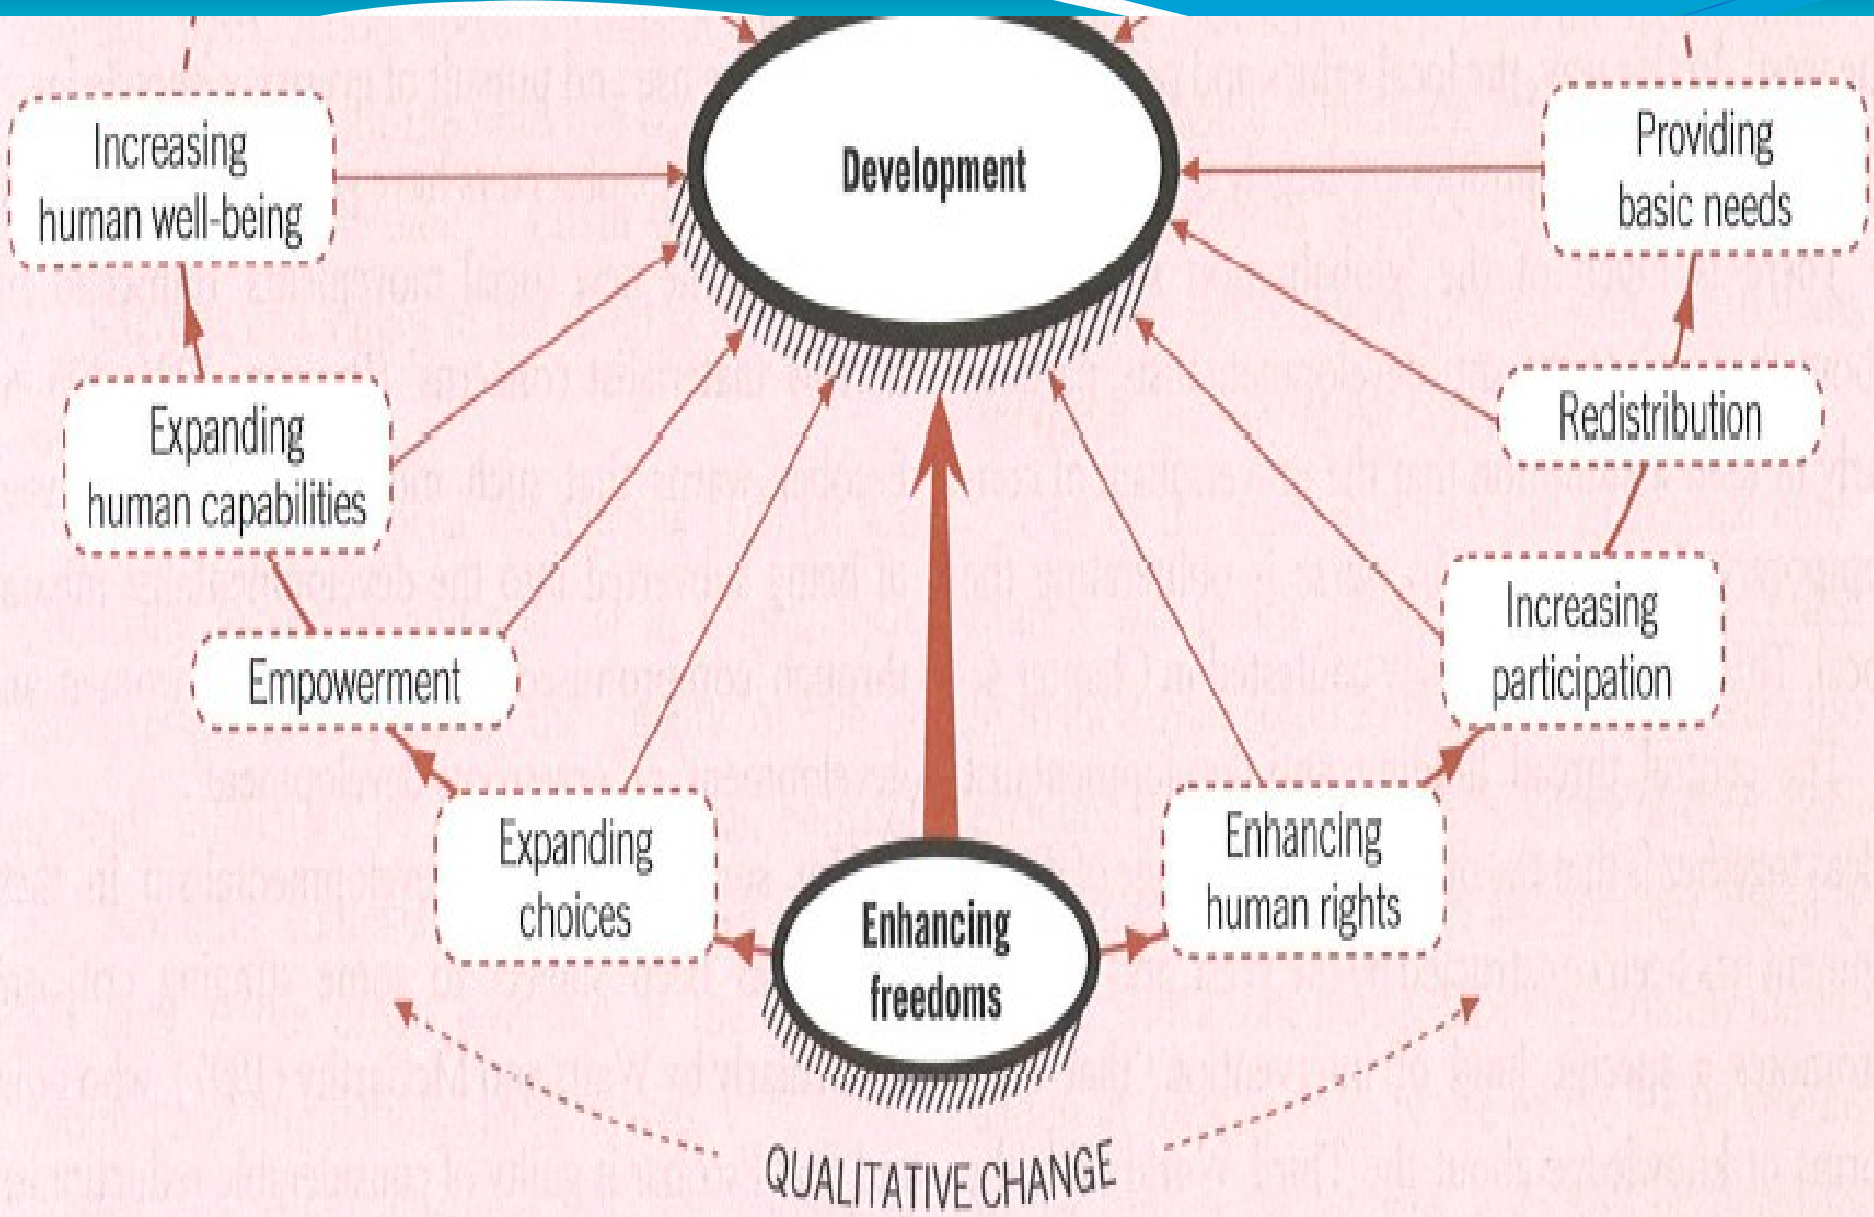 Development
Increasing
human well-being
Providing
basic needs
Expanding
human capabilities
Redistribution
Empowerment
Increasing
participation
Expanding
choices
Enhancing
freedoms
Enhancing
human rights
QUALITATIVE CHANGE